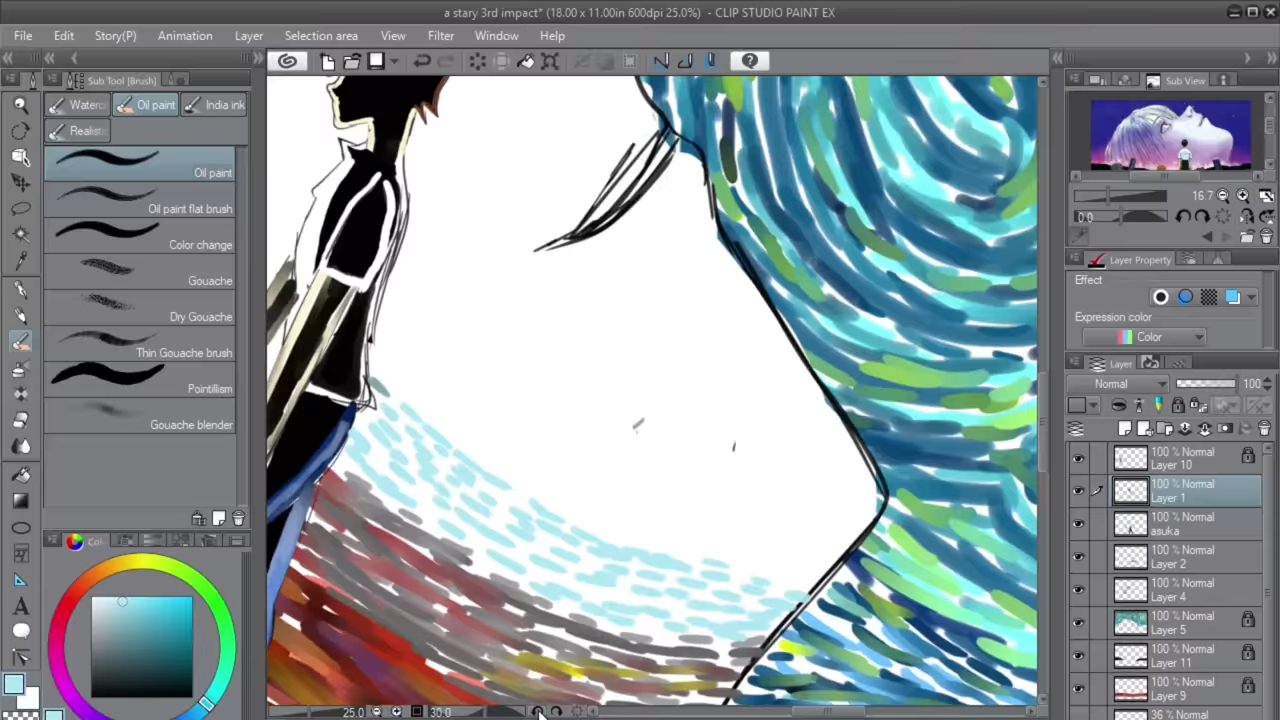 a stary 3rd impact* (18.00 x 11.00in 600dpi 25.0%) - CLIP STUDIO PAINT EX
File Edit Story(P) Animation Layer Selection area View Filter Window Help
Sub Tool [Brush]
Oil paint India ink
Oil paint
Oil paint flat brush
Color change
Gouache
Dry Gouache
Thin Gouache brush
Pointillism
Gouache blender
25.0 30.0
Sub View
16.7
0.0
Layer Property
Effect
Expression color
Color
Layer
Normal 100
100 % Normal
Layer 10
100 % Normal
Layer 1
100 % Normal
asuka
100 % Normal
Layer 2
100 % Normal
Layer 4
100 % Normal
Layer 5
100 % Normal
Layer 11
100 % Normal
Layer 9
36 % Normal